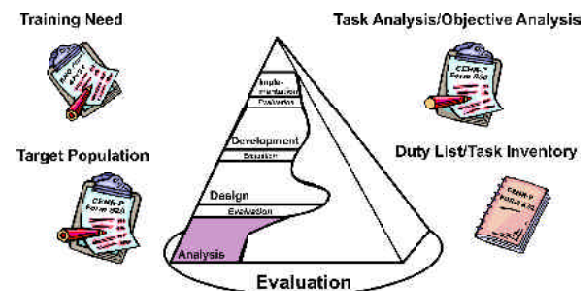 Training Need
Task Analysis/Objective Analysis
Imple-
mentation
Evaluation
Development
Evaluation
Target Population
Duty List/Task Inventory
CEHR-P
Design
Evaluation
Analysis
Evaluation